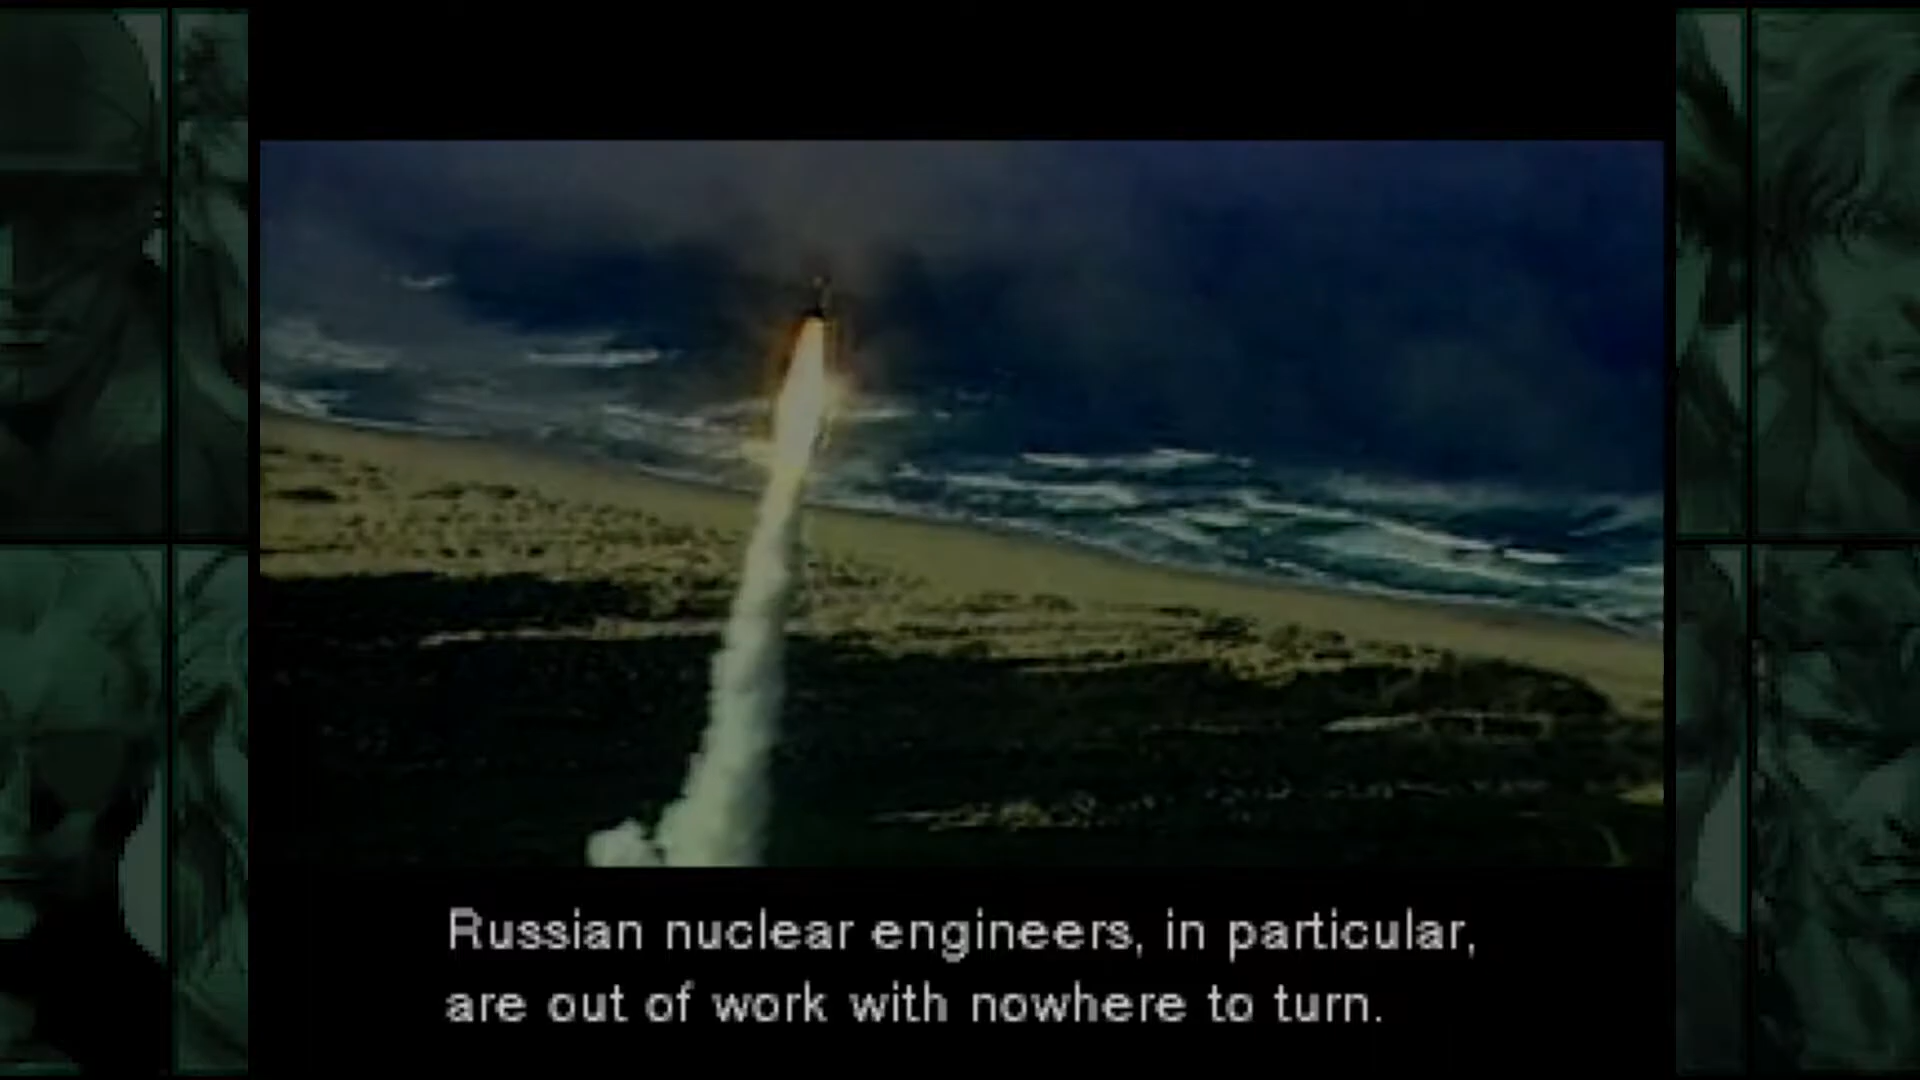 Russian nuclear engineers, in particular,
are out of work with nowhere to turn.